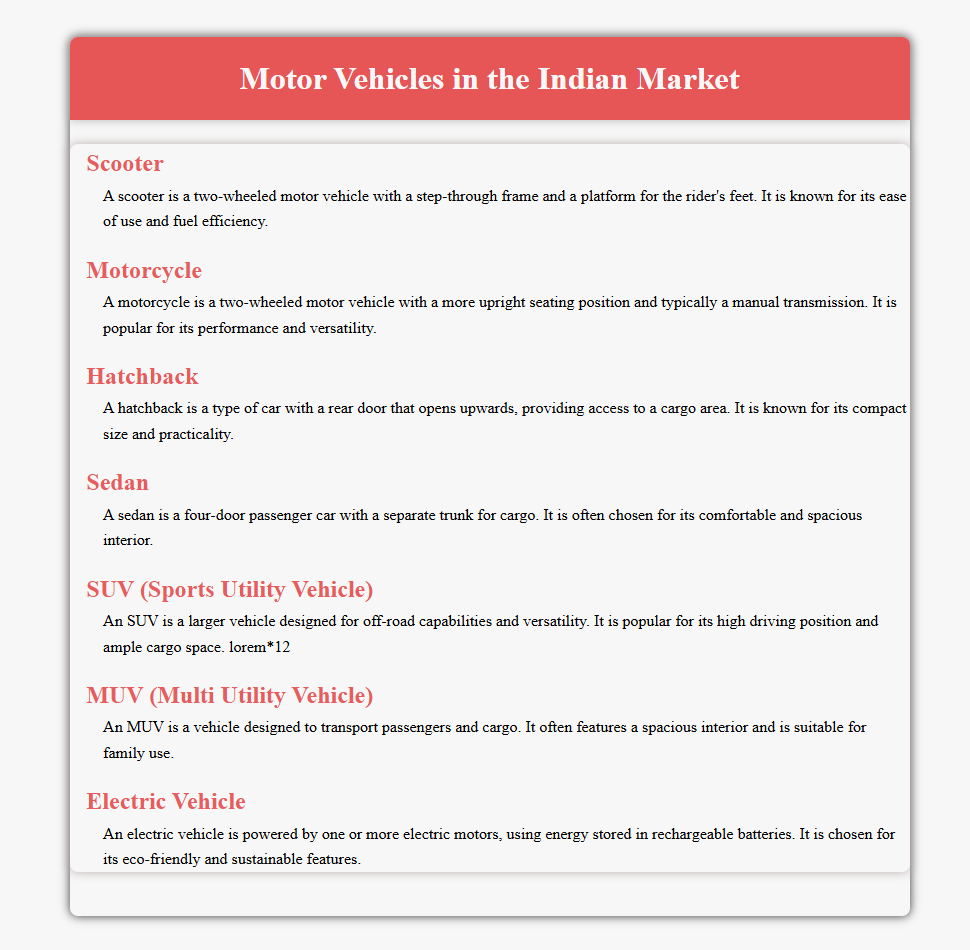 Motor Vehicles in the Indian Market
Scooter
A scooter is a two-wheeled motor vehicle with a step-through frame and a platform for the rider's feet. It is known for its ease
of use and fuel efficiency.
Motorcycle
A motorcycle is a two-wheeled motor vehicle with a more upright seating position and typically a manual transmission. It is
popular for its performance and versatility.
Hatchback
A hatchback is a type of car with a rear door that opens upwards, providing access to a cargo area. It is known for its compact
size and practicality.
Sedan
A sedan is a four-door passenger car with a separate trunk for cargo. It is often chosen for its comfortable and spacious
interior.
SUV (Sports Utility Vehicle)
An SUV is a larger vehicle designed for off-road capabilities and versatility. It is popular for its high driving position and
ample cargo space. lorem*12
MUV (Multi Utility Vehicle)
An MUV is a vehicle designed to transport passengers and cargo. It often features a spacious interior and is suitable for
family use.
Electric Vehicle
An electric vehicle is powered by one or more electric motors, using energy stored in rechargeable batteries. It is chosen for
its eco-friendly and sustainable features.